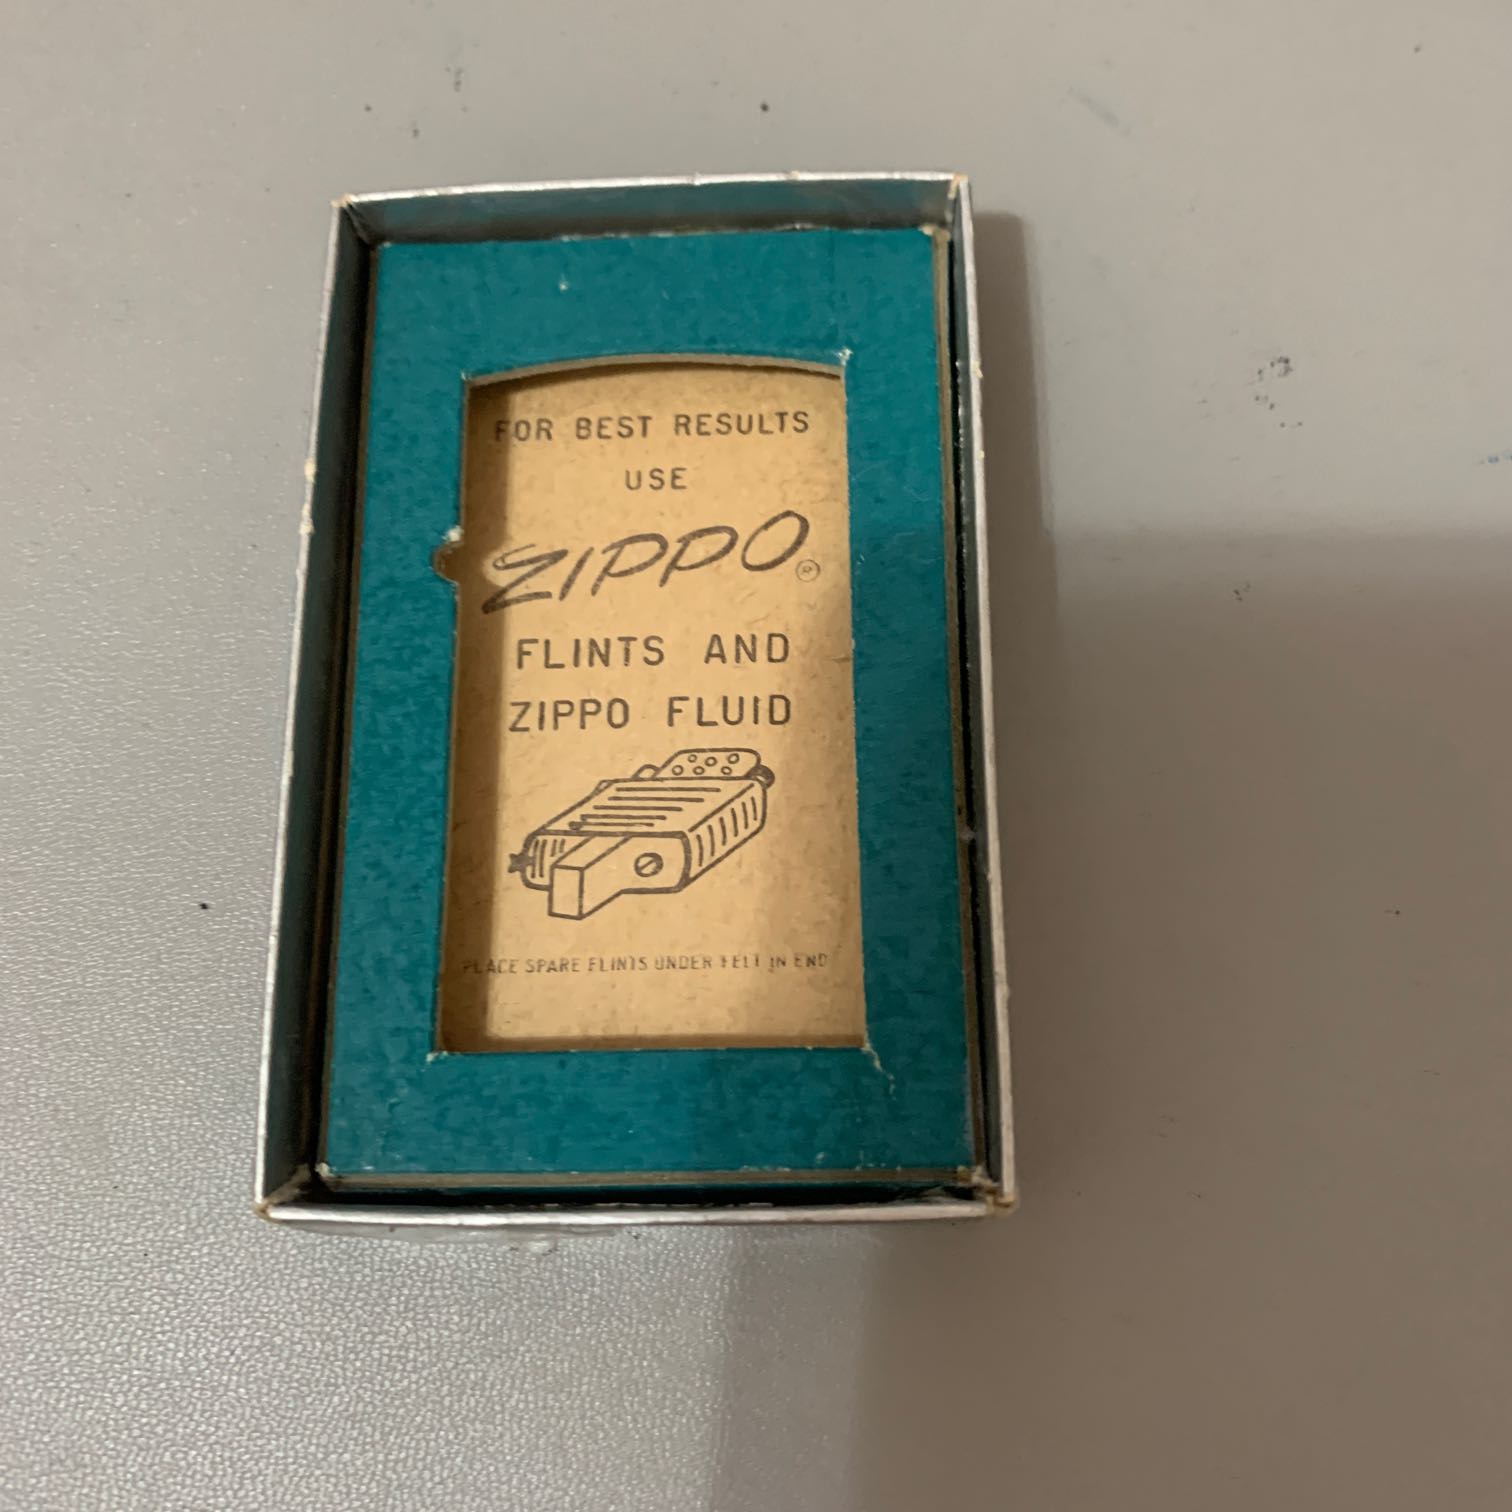 FOR BEST RESULTS
USE
ZIPPO ®
FLINTS AND
ZIPPO FLUID
PLACE SPARE FLINTS UNDER FELT IN END